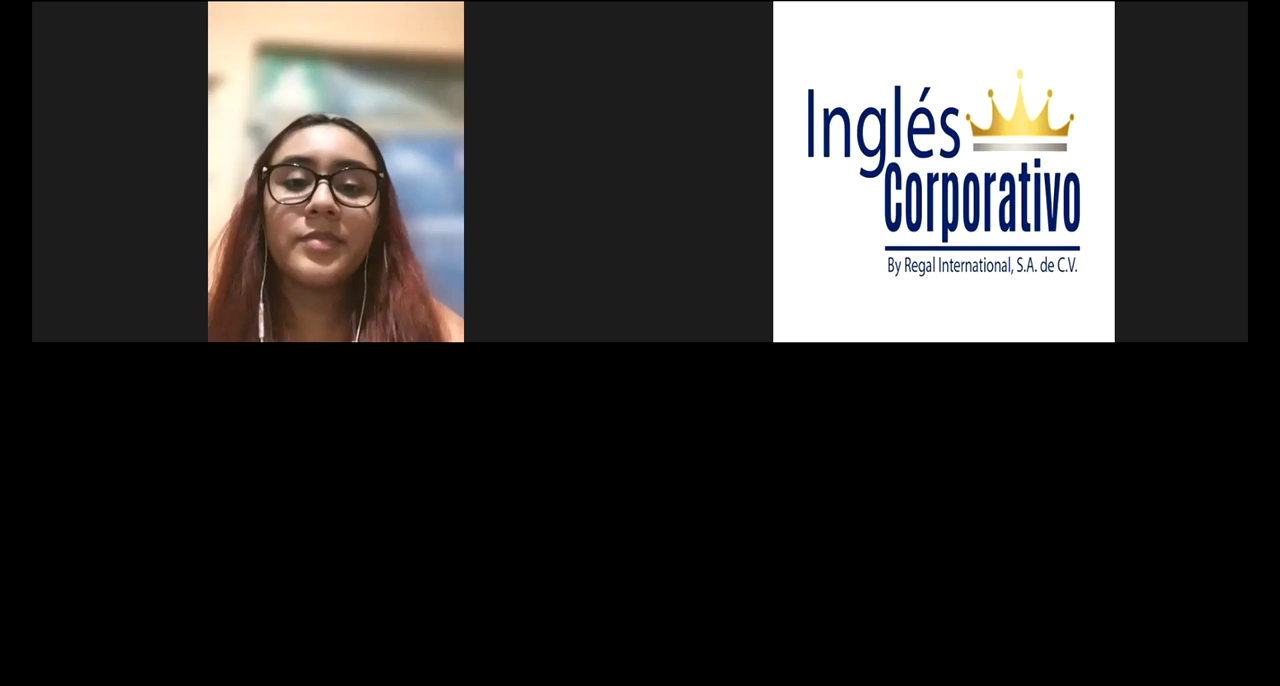 Inglés
Corporativo
By Regal International, S.A. de C.V.